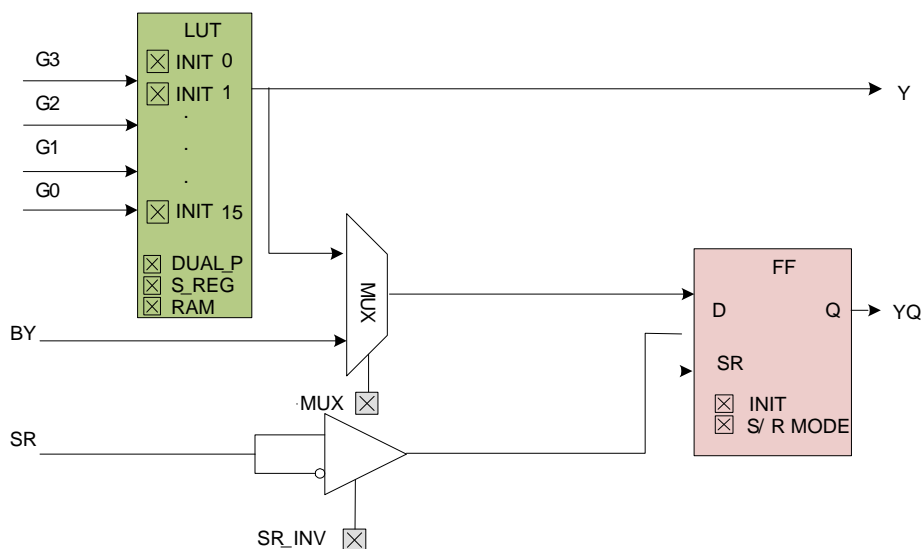 LUT
G3
INIT 0
INIT 1
G2
.
.
G1
.
G0
INIT 15
Y
DUAL_P
S_REG
RAM
MUX
FF
D
Q
YQ
BY
SR
MUX
INIT
S/ R MODE
SR
SR_INV